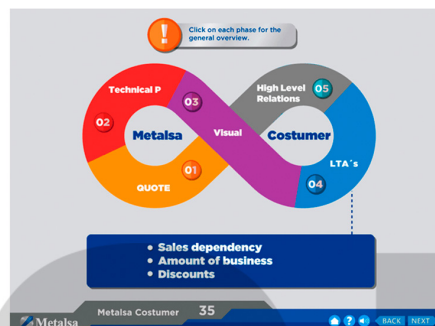 Click on each phase for the
general overview.
Technical P
03
High Level
Relations
05
02
Metalsa
Visual
Costumer
01
LTA´s
QUOTE
04
• Sales dependency
• Amount of business
• Discounts
Metalsa Costumer 35
Metalsa
? BACK NEXT